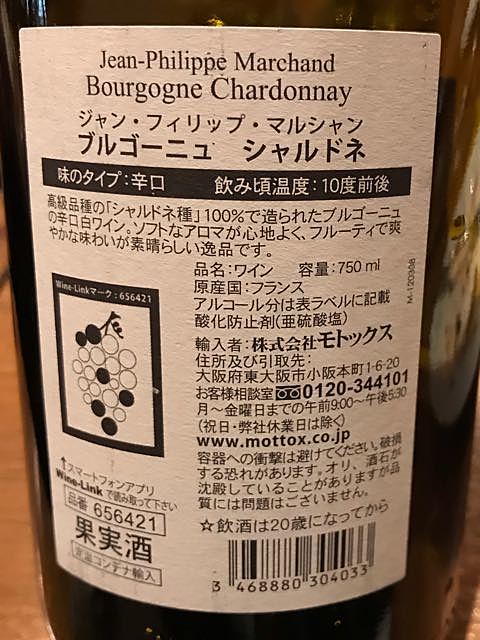 Jean-Philippe Marchand
Bourgogne Chardonnay
ジャン・フィリップ・マルシャン
ブルゴーニュ シャルドネ
味のタイプ:辛口 飲み頃温度:10度前後
高級品種の「シャルドネ種」100%で造られたブルゴーニュ
の辛口白ワイン。ソフトなアロマが心地よく、フルーティで爽
やかな味わいが素晴らしい逸品です。
品名:ワイン 容量:750ml
原産国:フランス
アルコール分は表ラベルに記載
酸化防止剤(亜硫酸塩)
輸入者:株式会社モトックス
住所及び引取先:
大阪府東大阪市小阪本町1-6-20
お客様相談室 0120-344101
月~金曜日までの午前9:00~午後5:30
(祝日・弊社休業日は除く)
www.mottox.co.jp
容器への衝撃は避けてください。破損
する恐れがあります。オリ、酒石が
沈殿していることがありますが品
質には問題はございません。
☆飲酒は20歳になってから
M-120308
Wine-Linkマーク:656421
↑スマートフォンアプリ
Wine-Linkで読み取って下さい
品番 656421
果実酒
定温コンテナ輸入
3 468880 304033